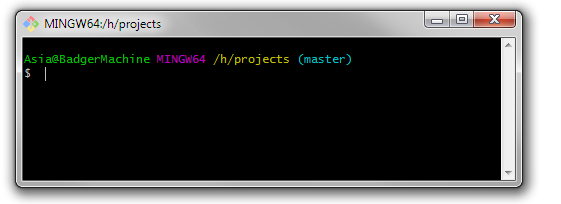 MINGW64:/h/projects
Asia@BadgerMachine MINGW64 /h/projects (master)
$